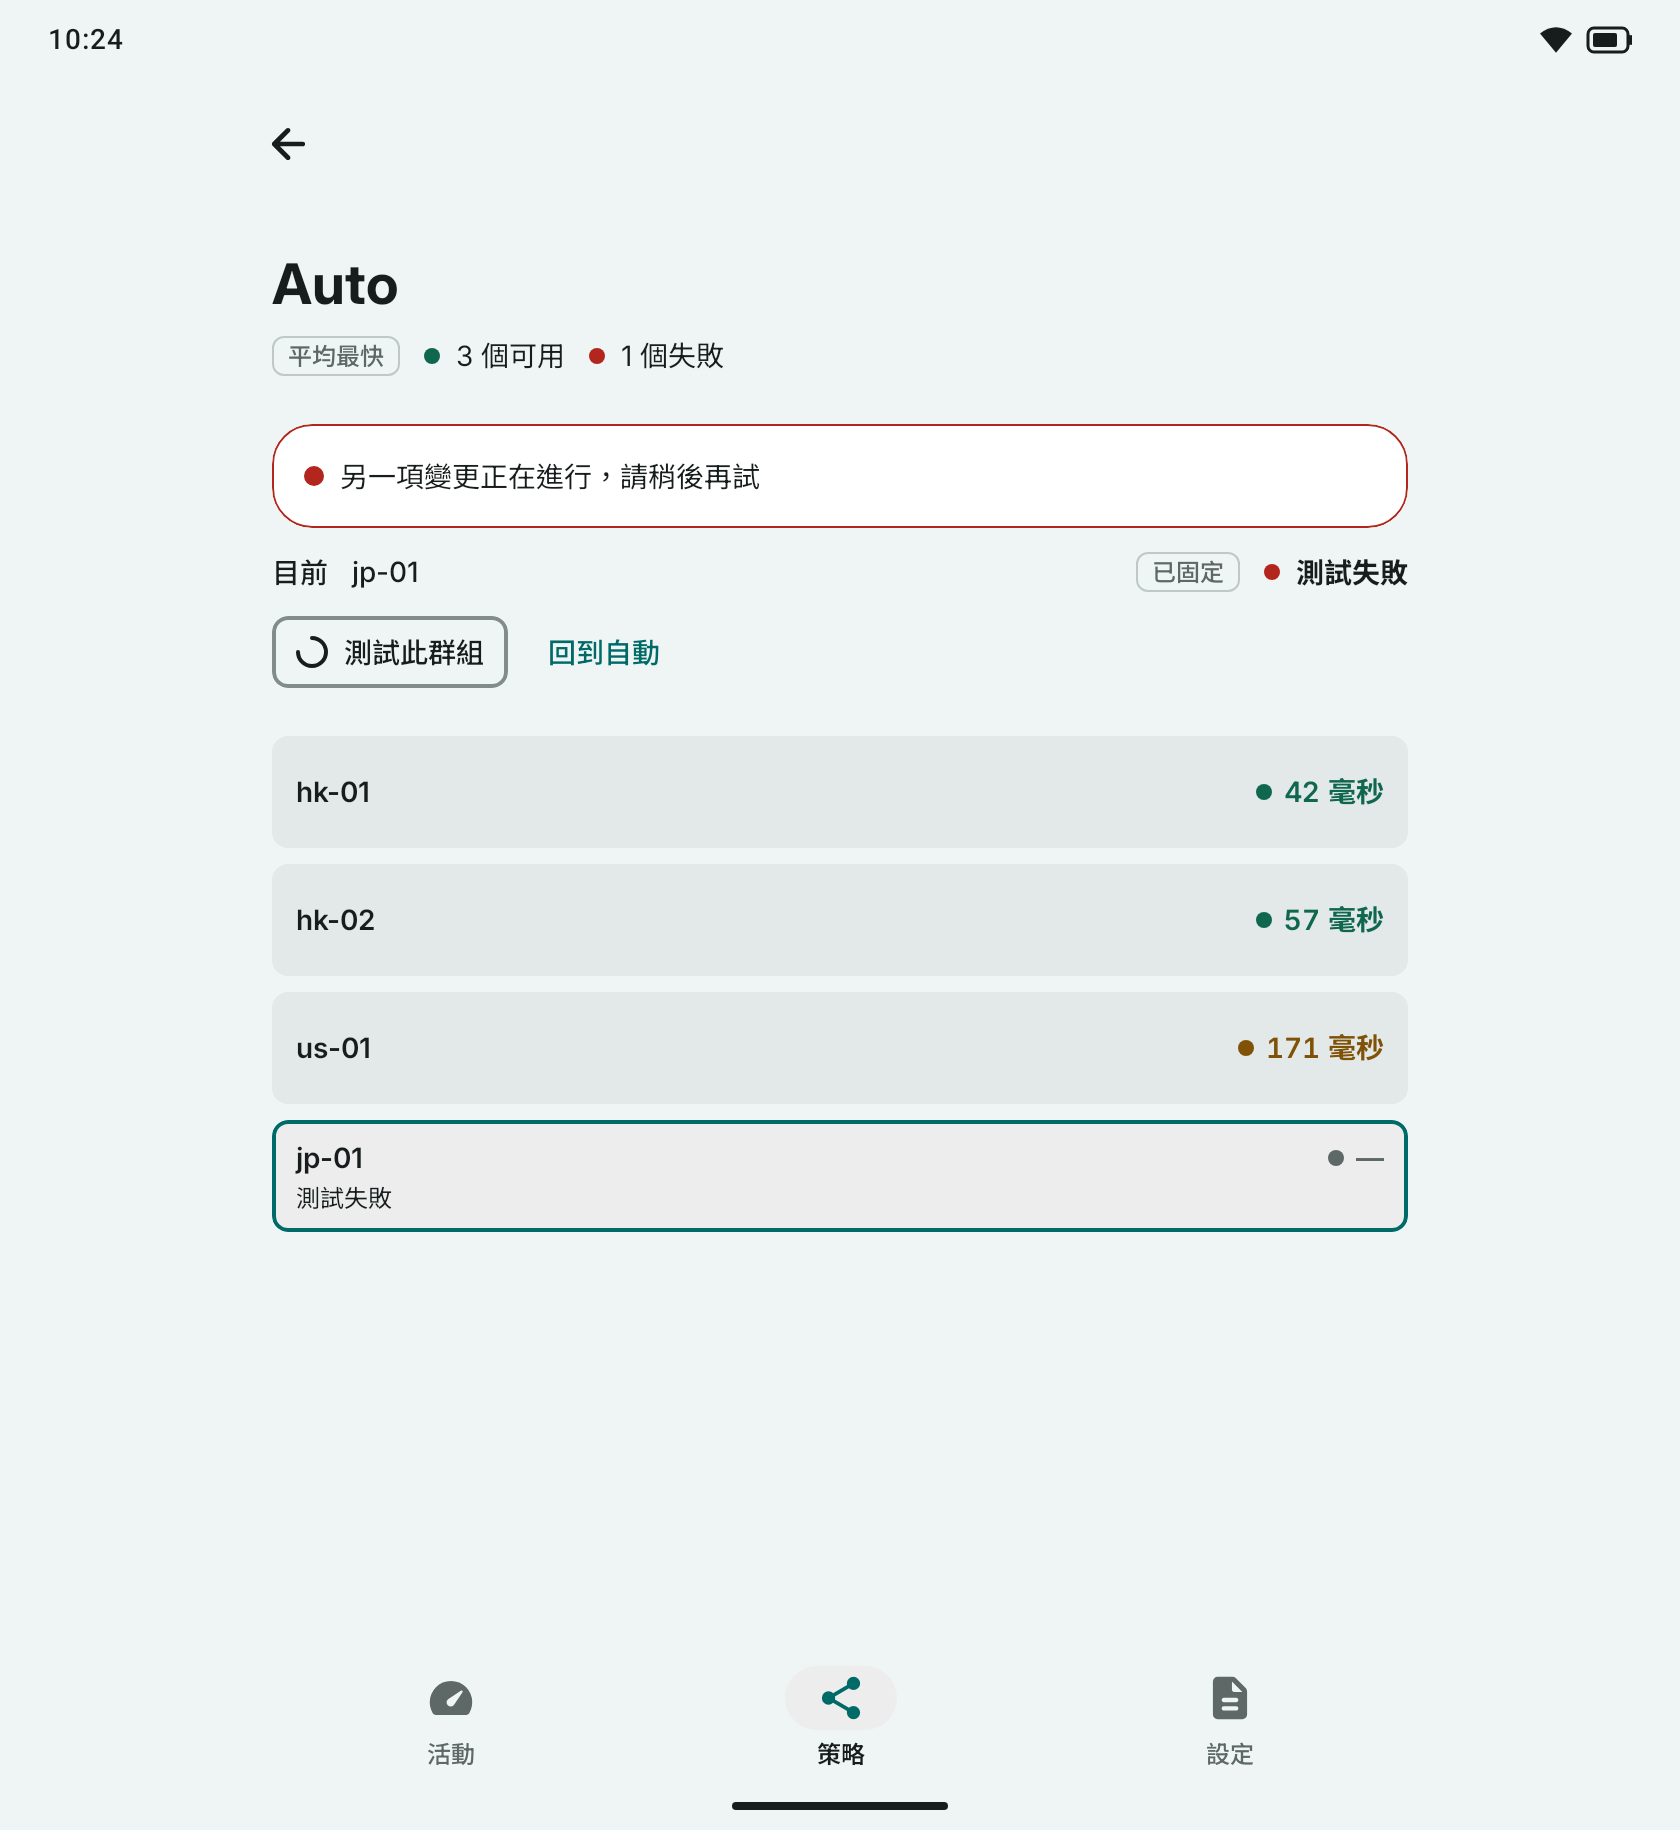 10:24
Auto
平均最快 3 個可用 1 個失敗
另一項變更正在進行，請稍後再試
目前 jp-01 已固定 測試失敗
測試此群組 回到自動
hk-01 42 毫秒
hk-02 57 毫秒
us-01 171 毫秒
jp-01 —
測試失敗
活動 策略 設定